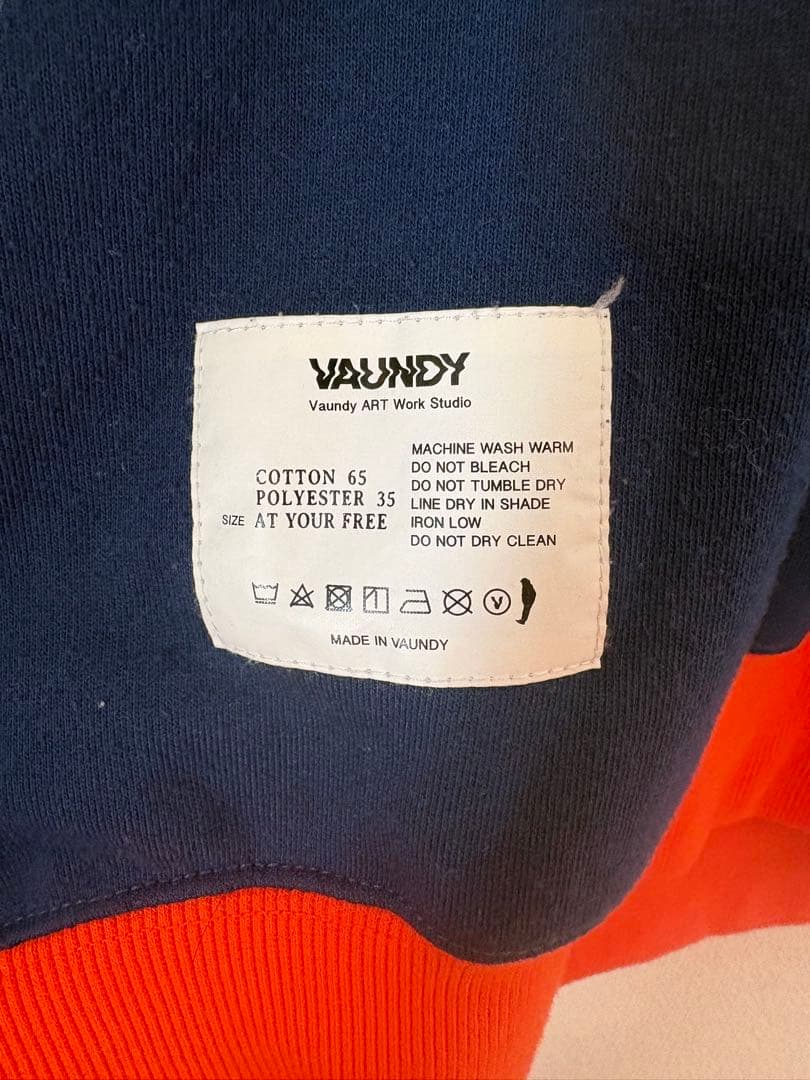 VAUNDY
Vaundy ART Work Studio
COTTON 65
POLYESTER 35
SIZE AT YOUR FREE
MACHINE WASH WARM
DO NOT BLEACH
DO NOT TUMBLE DRY
LINE DRY IN SHADE
IRON LOW
DO NOT DRY CLEAN
V
MADE IN VAUNDY